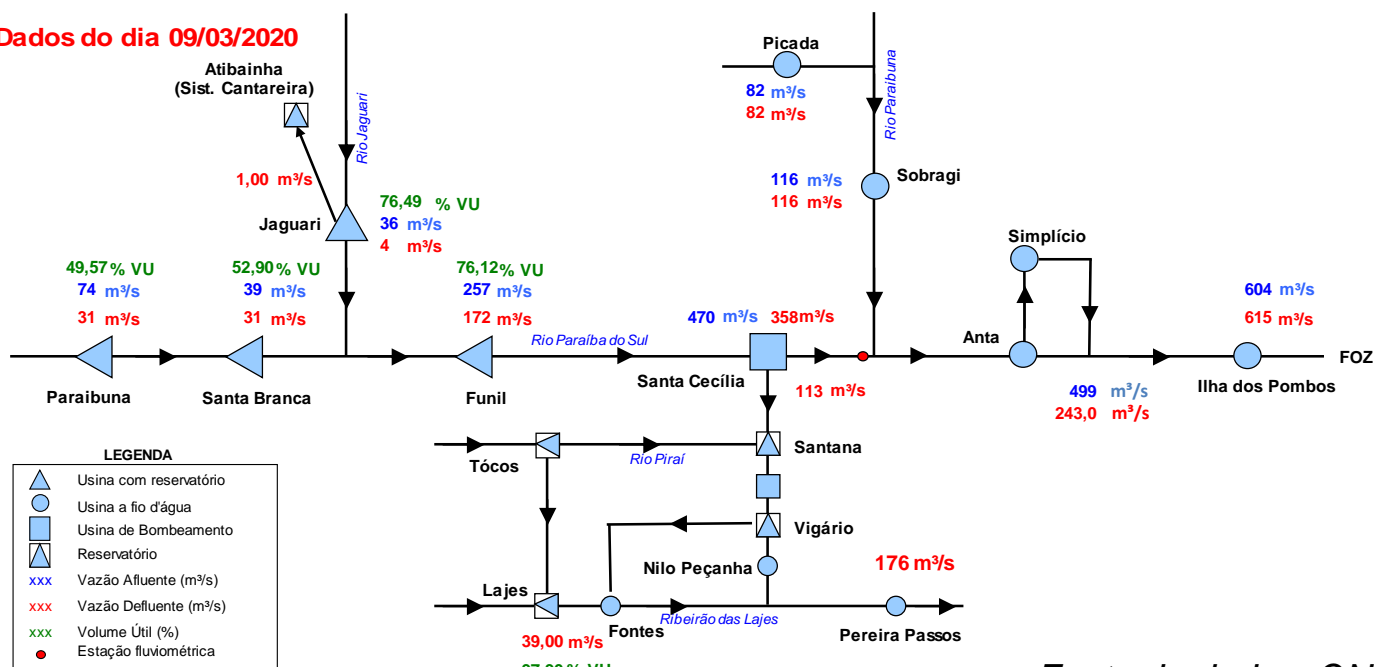 Dados do dia 09/03/2020
Atibainha
(Sist. Cantareira)
Rio Jaguari
1,00 m³/s
Jaguari
76,49 % VU
36 m³/s
4 m³/s
Picada
82 m³/s
82 m³/s
Rio Paraibuna
116 m³/s
116 m³/s
Sobragi
49,57% VU
74 m³/s
31 m³/s
Paraibuna
52,90% VU
39 m³/s
31 m³/s
Santa Branca
76,12% VU
257 m³/s
172 m³/s
Funil
Rio Paraíba do Sul
470 m³/s 358m³/s
Santa Cecília
113 m³/s
Simplício
Anta
499 m³/s
243,0 m³/s
604 m³/s
615 m³/s
Ilha dos Pombos
FOZ
Tócos
Rio Piraí
Santana
Vigário
Nilo Peçanha
176 m³/s
Lajes
Fontes
Ribeirão das Lajes
Pereira Passos
39,00 m³/s
% VU
LEGENDA
Usina com reservatório
Usina a fio d'água
Usina de Bombeamento
Reservatório
xxx Vazão Afluente (m³/s)
xxx Vazão Defluente (m³/s)
xxx Volume Útil (%)
Estação fluviométrica